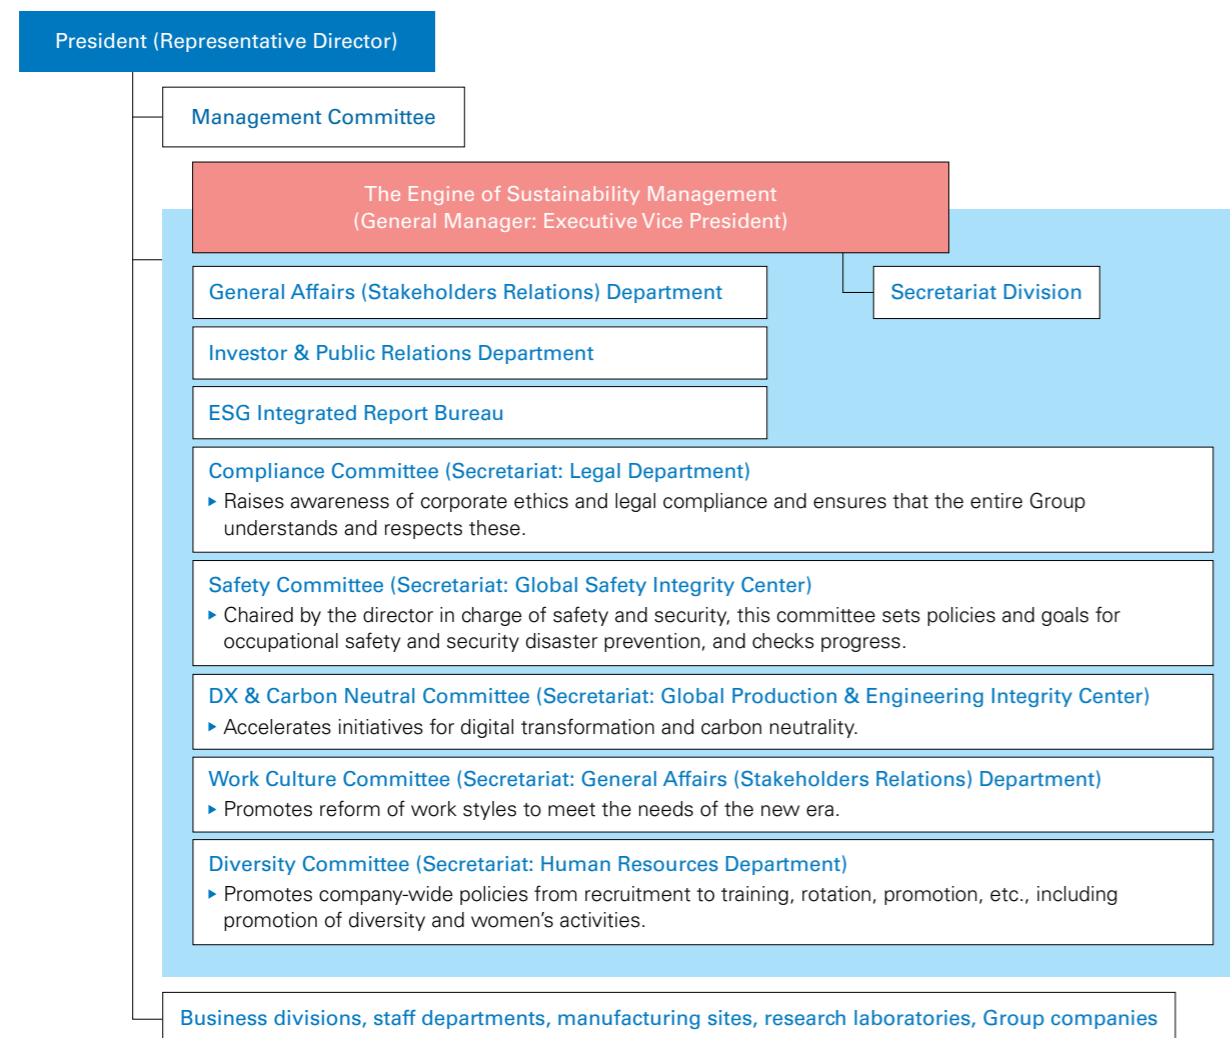 President (Representative Director)
Management Committee
The Engine of Sustainability Management
(General Manager: Executive Vice President)
General Affairs (Stakeholders Relations) Department
Secretariat Division
Investor & Public Relations Department
ESG Integrated Report Bureau
Compliance Committee (Secretariat: Legal Department)
▸ Raises awareness of corporate ethics and legal compliance and ensures that the entire Group
understands and respects these.
Safety Committee (Secretariat: Global Safety Integrity Center)
▸ Chaired by the director in charge of safety and security, this committee sets policies and goals for
occupational safety and security disaster prevention, and checks progress.
DX & Carbon Neutral Committee (Secretariat: Global Production & Engineering Integrity Center)
▸ Accelerates initiatives for digital transformation and carbon neutrality.
Work Culture Committee (Secretariat: General Affairs (Stakeholders Relations) Department)
▸ Promotes reform of work styles to meet the needs of the new era.
Diversity Committee (Secretariat: Human Resources Department)
▸ Promotes company-wide policies from recruitment to training, rotation, promotion, etc., including
promotion of diversity and women’s activities.
Business divisions, staff departments, manufacturing sites, research laboratories, Group companies